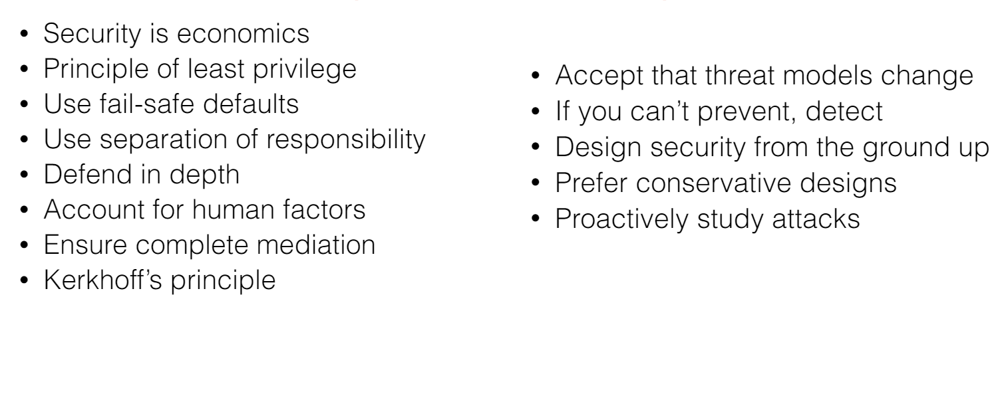 • Security is economics
• Principle of least privilege
• Use fail-safe defaults
• Use separation of responsibility
• Defend in depth
• Account for human factors
• Ensure complete mediation
• Kerkhoff’s principle
• Accept that threat models change
• If you can’t prevent, detect
• Design security from the ground up
• Prefer conservative designs
• Proactively study attacks